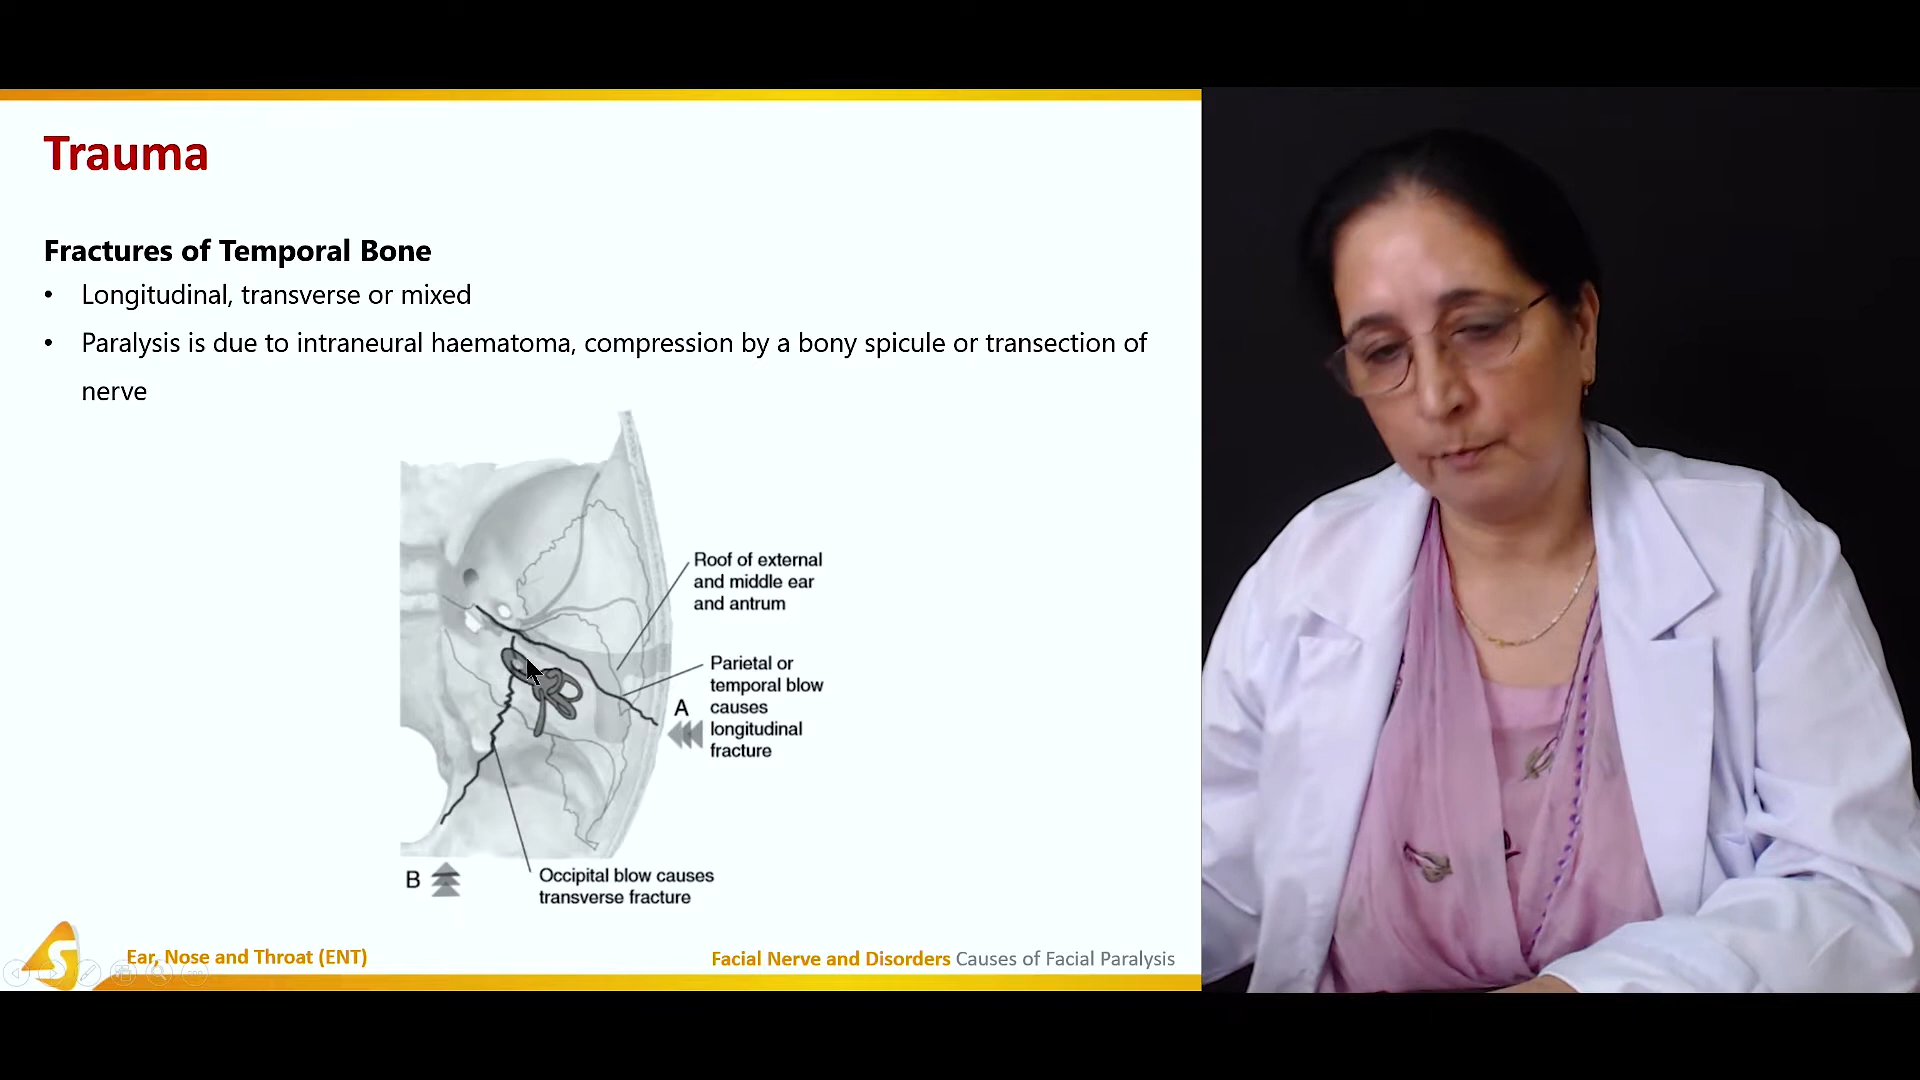 Trauma
Fractures of Temporal Bone
• Longitudinal, transverse or mixed
• Paralysis is due to intraneural haematoma, compression by a bony spicule or transection of
nerve
Roof of external
and middle ear
and antrum
Parietal or
temporal blow
causes
longitudinal
fracture
A
B
Occipital blow causes
transverse fracture
S
Ear, Nose and Throat (ENT)
Facial Nerve and Disorders Causes of Facial Paralysis